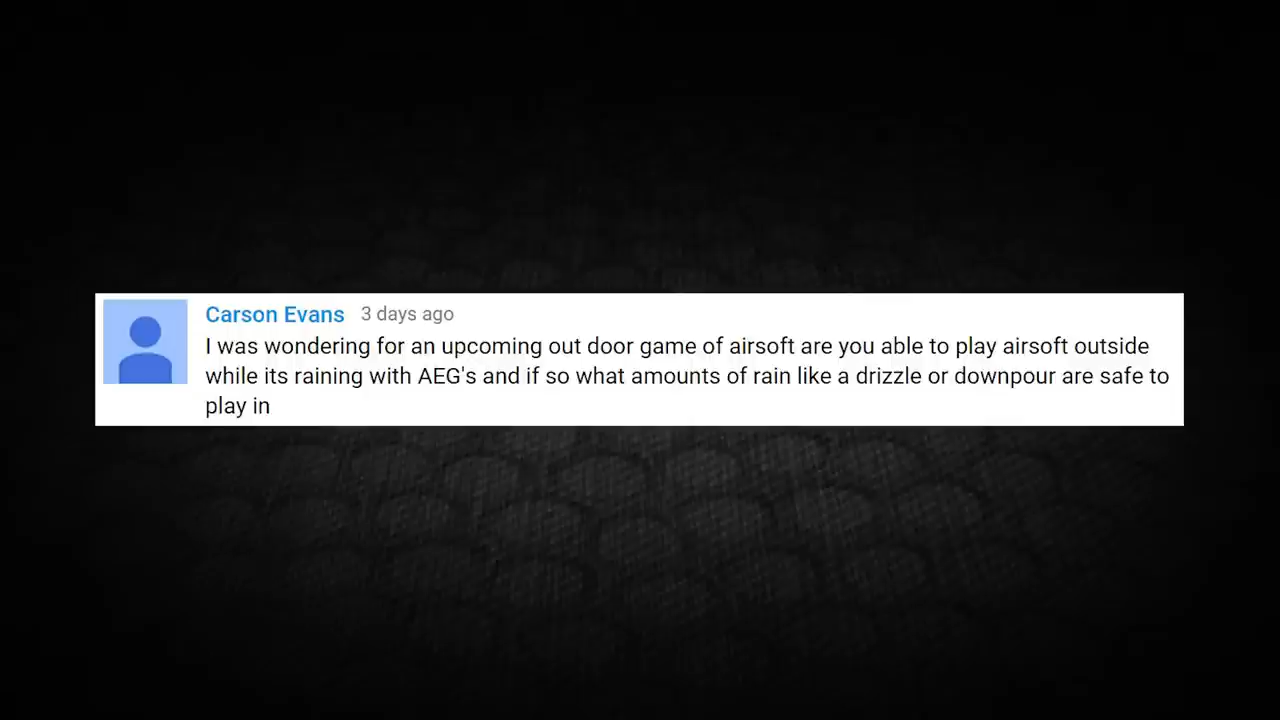 Carson Evans 3 days ago
I was wondering for an upcoming out door game of airsoft are you able to play airsoft outside
while its raining with AEG's and if so what amounts of rain like a drizzle or downpour are safe to
play in